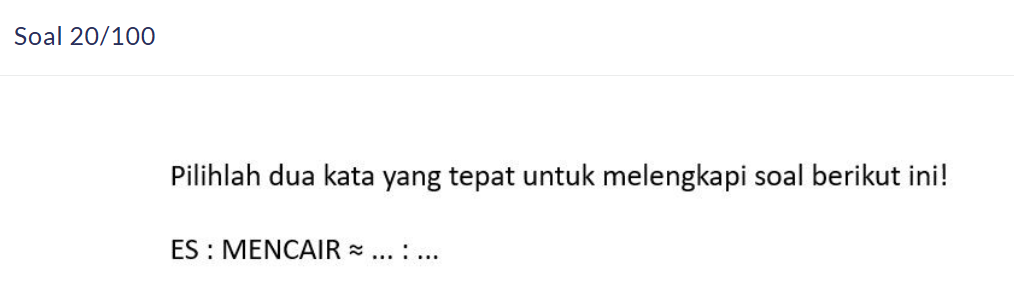 Soal 20/100
Pilihlah dua kata yang tepat untuk melengkapi soal berikut ini!
ES : MENCAIR ≈ ... : ...